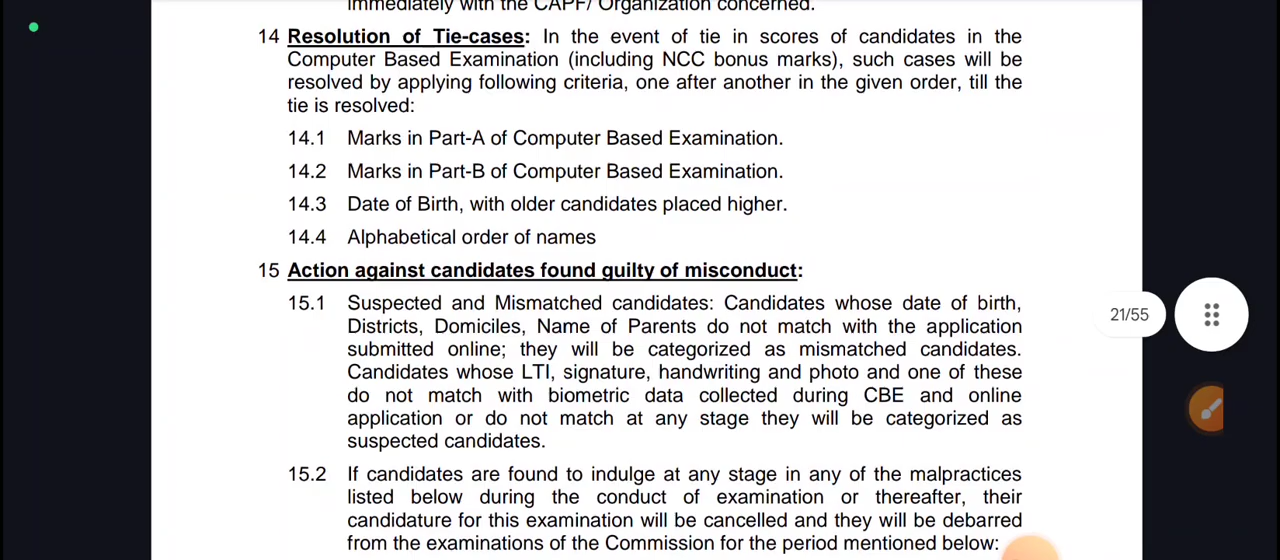 immediately with the CAPF/ Organization concerned.
14 Resolution of Tie-cases: In the event of tie in scores of candidates in the
Computer Based Examination (including NCC bonus marks), such cases will be
resolved by applying following criteria, one after another in the given order, till the
tie is resolved:
14.1 Marks in Part-A of Computer Based Examination.
14.2 Marks in Part-B of Computer Based Examination.
14.3 Date of Birth, with older candidates placed higher.
14.4 Alphabetical order of names
15 Action against candidates found guilty of misconduct:
15.1 Suspected and Mismatched candidates: Candidates whose date of birth,
Districts, Domiciles, Name of Parents do not match with the application
submitted online; they will be categorized as mismatched candidates.
Candidates whose LTI, signature, handwriting and photo and one of these
do not match with biometric data collected during CBE and online
application or do not match at any stage they will be categorized as
suspected candidates.
15.2 If candidates are found to indulge at any stage in any of the malpractices
listed below during the conduct of examination or thereafter, their
candidature for this examination will be cancelled and they will be debarred
from the examinations of the Commission for the period mentioned below:
21/55